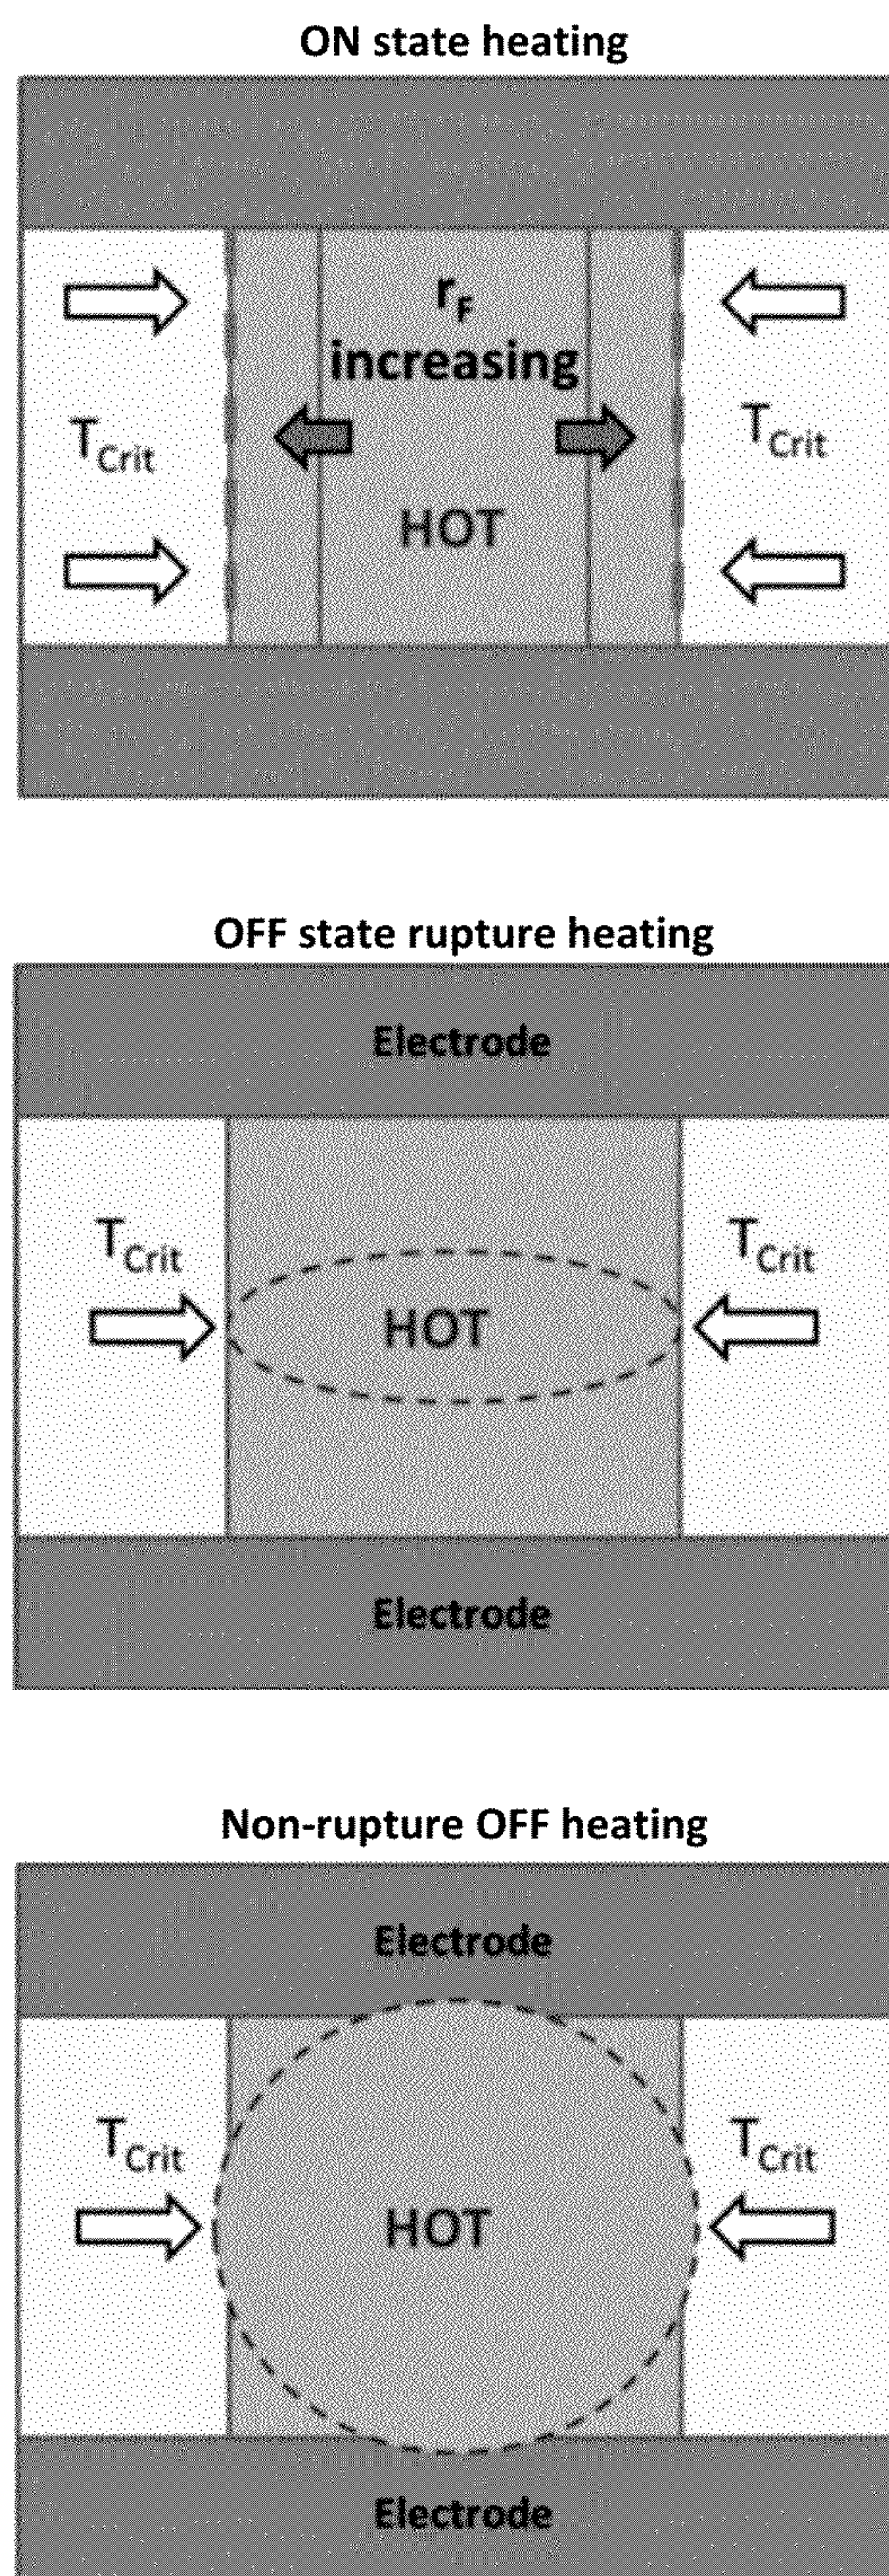 ON state heating
r_F
increasing
T_Crit T_Crit
HOT
OFF state rupture heating
Electrode
T_Crit T_Crit
HOT
Electrode
Non-rupture OFF heating
Electrode
T_Crit T_Crit
HOT
Electrode